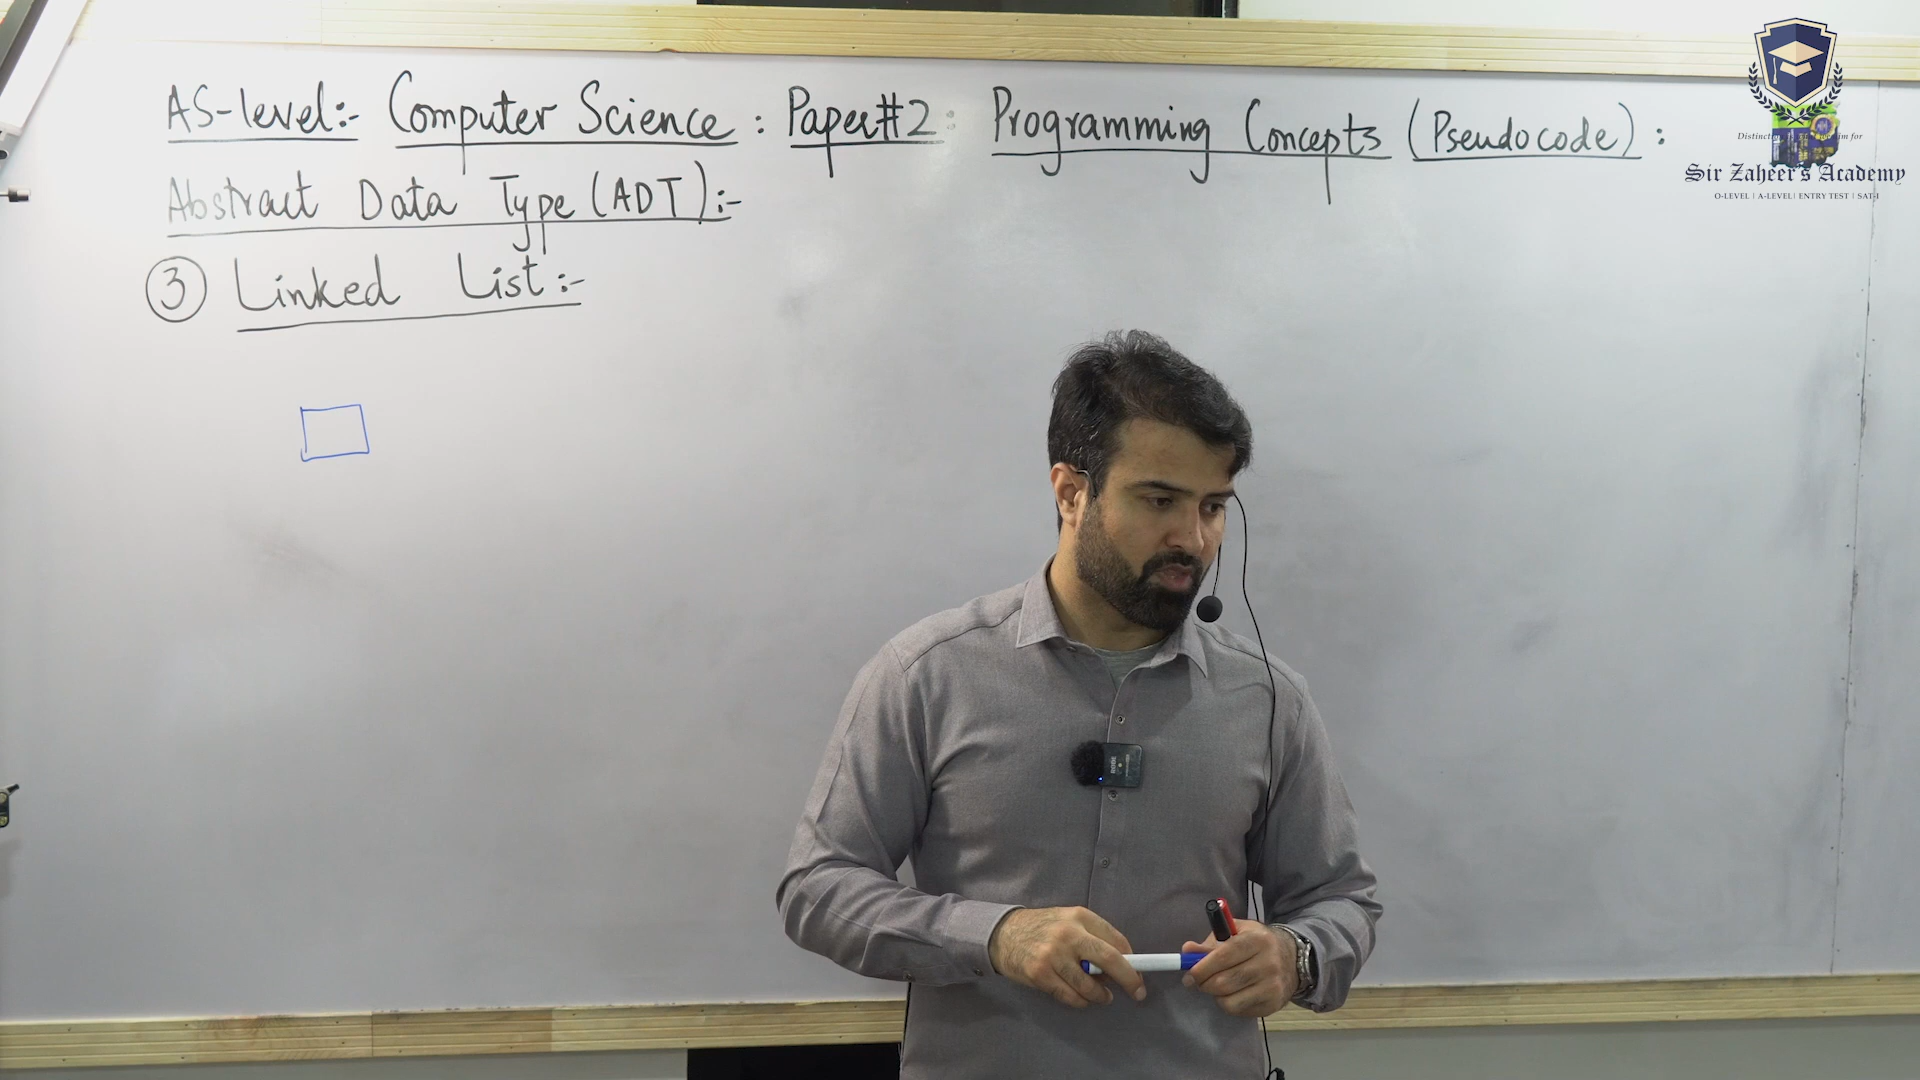 AS-level:- Computer Science : Paper#2: Programming Concepts (Pseudocode) :
Abstract Data Type (ADT):-
③ Linked List:-
Sir Zaheer's Academy
O-LEVEL | A-LEVEL | ENTRY TEST | SAT-I